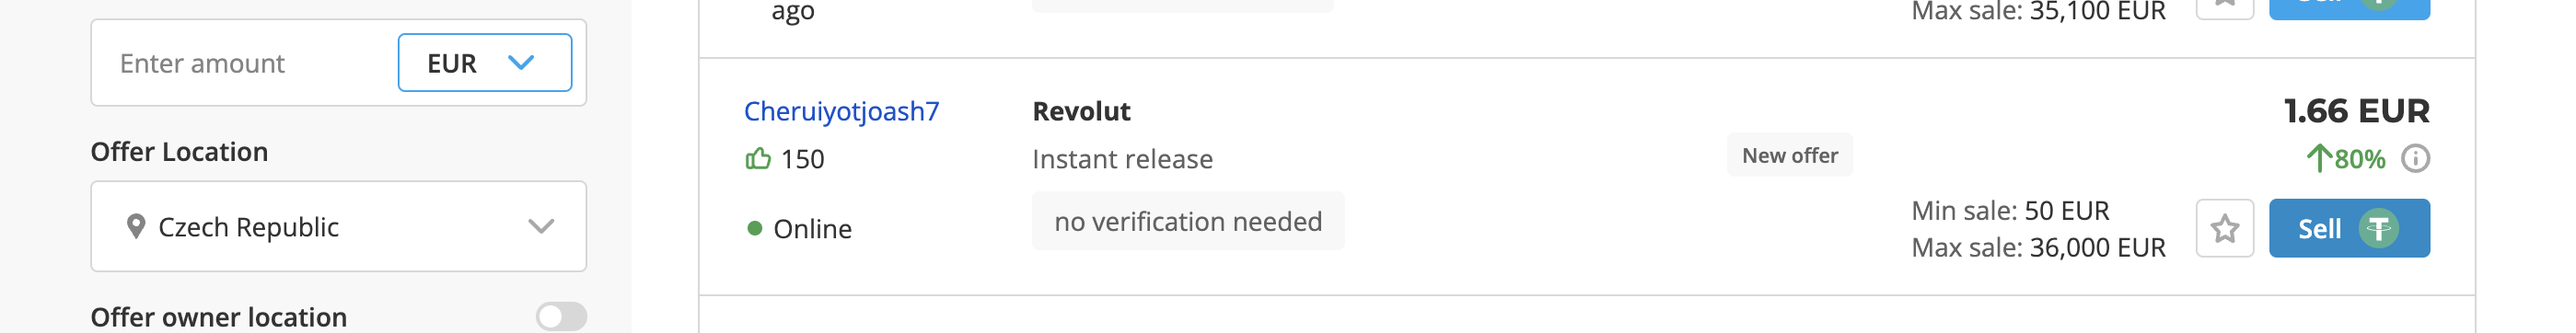 Enter amount
EUR
Offer Location
Czech Republic
Offer owner location
ago
Max sale: 35,100 EUR
Cheruiyotjoash7
150
Online
Revolut
Instant release
no verification needed
New offer
1.66 EUR
80%
Min sale: 50 EUR
Max sale: 36,000 EUR
Sell